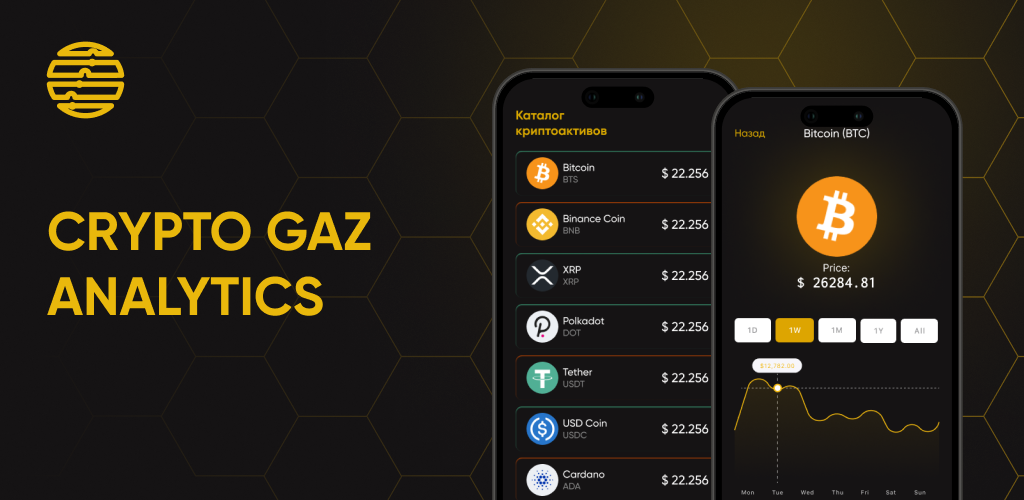 CRYPTO GAZ
ANALYTICS
Каталог
криптоактивов
Bitcoin
BTS
$ 22.256
Binance Coin
BNB
$ 22.256
XRP
XRP
$ 22.256
Polkadot
DOT
$ 22.256
Tether
USDT
$ 22.256
USD Coin
USDC
$ 22.256
Cardano
ADA
$ 22.256
Назад
Bitcoin (BTC)
Price:
$ 26284.81
1D 1W 1M 1Y All
$12,782.00
Mon Tue Wed Thu Fri Sat Sun